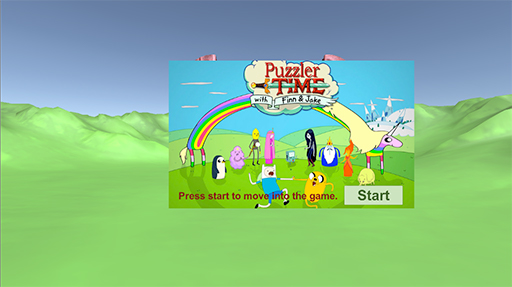 Puzzler
TIME
with Finn & Jake
Press start to move into the game.
Start